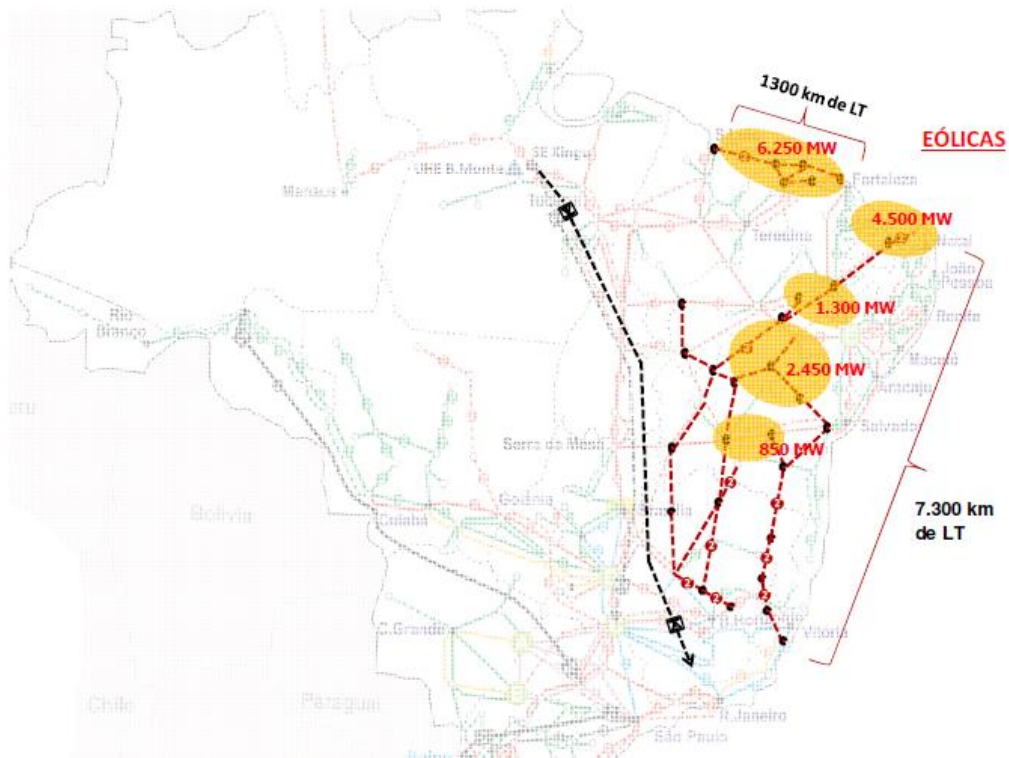 1300 km de LT
EÓLICAS
6.250 MW
SE Xingu
UHE B.Monte
Manaus
Fortaleza
4.500 MW
Teresina
Natal
João
Pessoa
1.300 MW
Recife
Rio
Branco
Maceió
2.450 MW
Aracaju
Salvador
Serra da Mesa
850 MW
7.300 km
de LT
Goiânia
Brasília
Bolivia
Cuiabá
B.Horizonte
Vitória
C.Grande
Chile
Paraguai
R.Janeiro
São Paulo